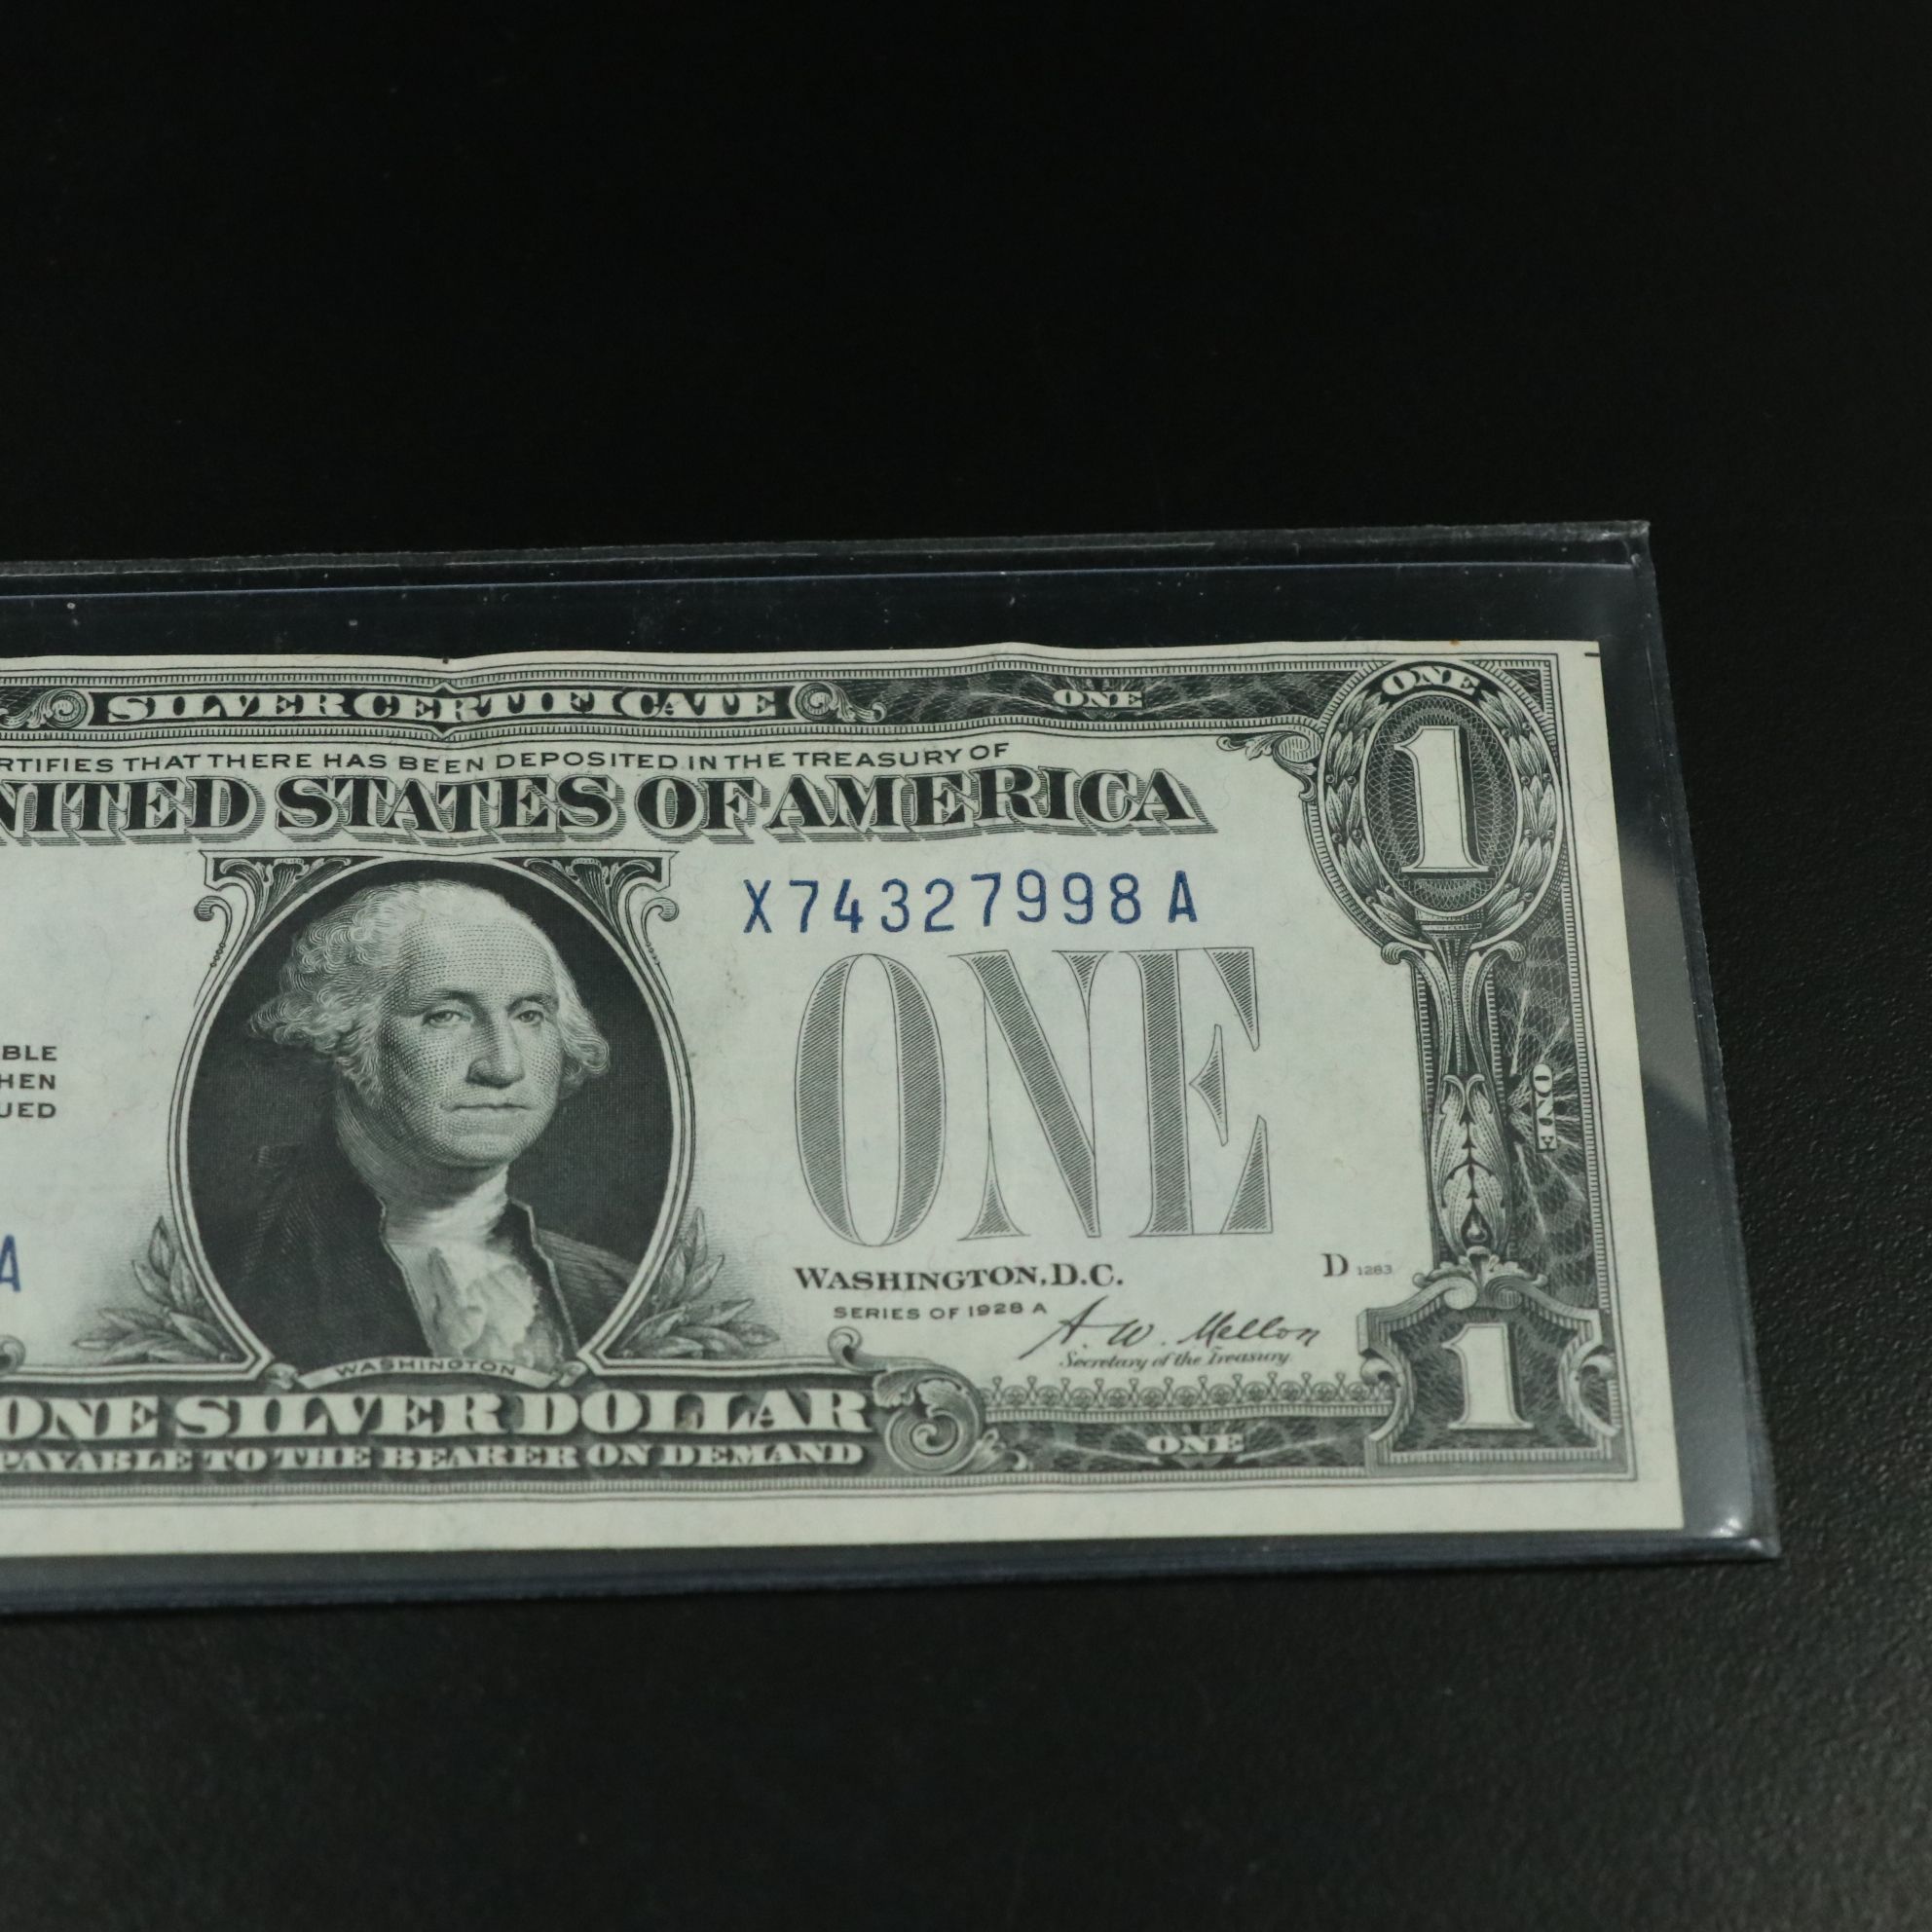 SILVER CERTIFICATE ONE ONE
RTIFIES THAT THERE HAS BEEN DEPOSITED IN THE TREASURY OF
1
NITED STATES OF AMERICA
X74327998A
ONE
BLE
HEN
UED
ONE
A
WASHINGTON, D.C.
D 1283
SERIES OF 1928 A
A. W. Mellon
Secretary of the Treasury.
WASHINGTON
1
ONE SILVER DOLLAR
ONE
PAYABLE TO THE BEARER ON DEMAND